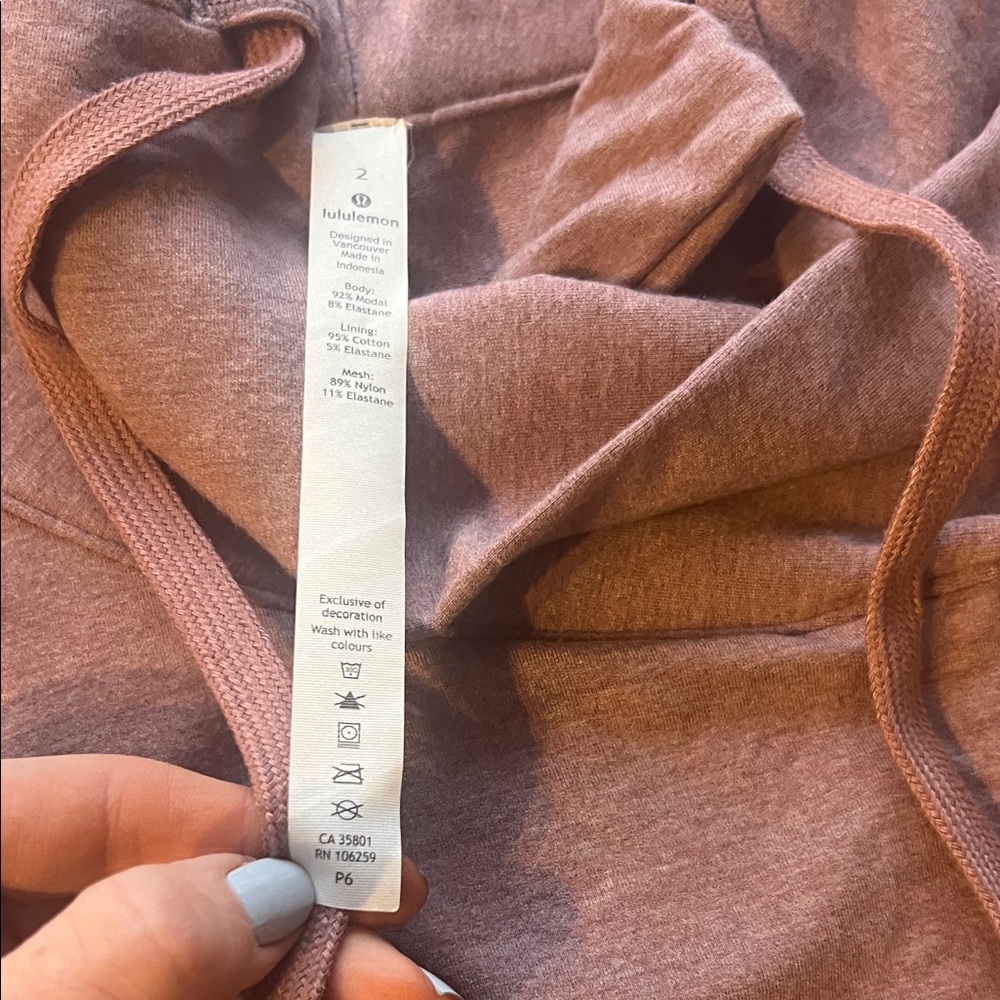 2
lululemon
Designed in
Vancouver
Made in
Indonesia
Body:
92% Modal
8% Elastane
Lining:
95% Cotton
5% Elastane
Mesh:
89% Nylon
11% Elastane
Exclusive of
decoration
Wash with like
colours
30C
CA 35801
RN 106259
P6